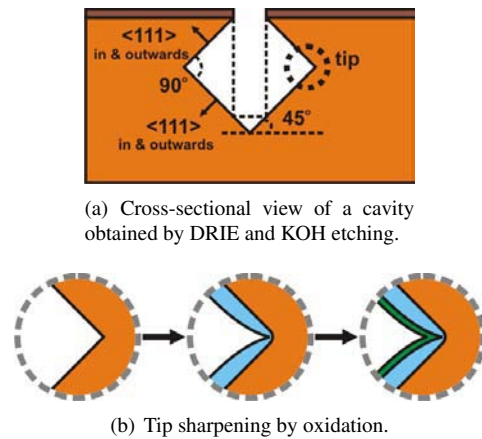 <111>
in & outwards
90°
<111>
in & outwards
tip
45°
(a) Cross-sectional view of a cavity
obtained by DRIE and KOH etching.
(b) Tip sharpening by oxidation.